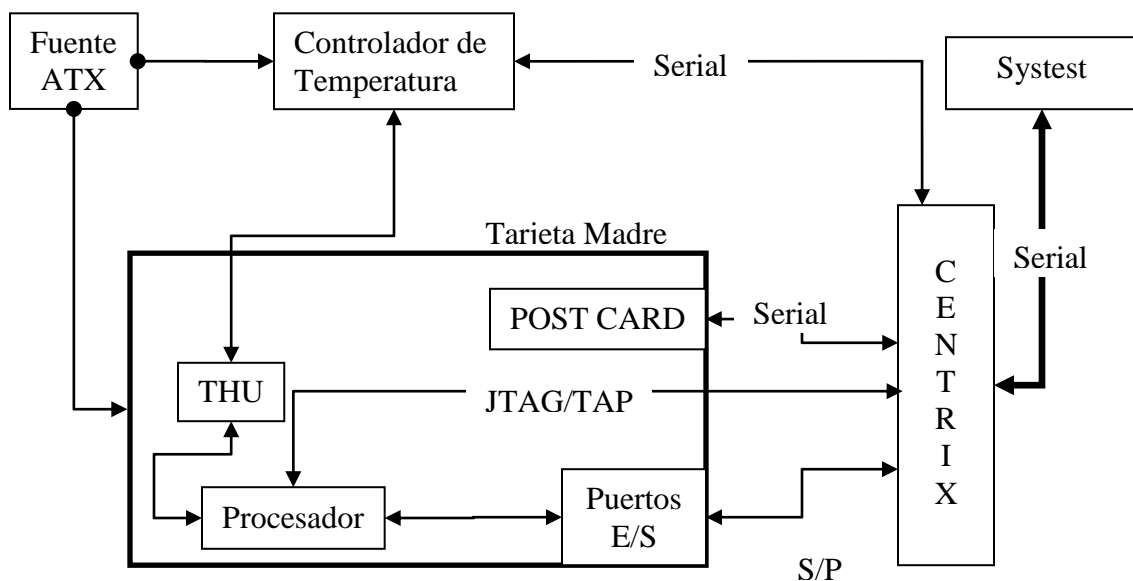 Fuente
ATX
Controlador de
Temperatura
Serial
Systest
Tarieta Madre
C
E
N
T
R
I
X
Serial
POST CARD
Serial
THU
JTAG/TAP
Procesador
Puertos
E/S
S/P